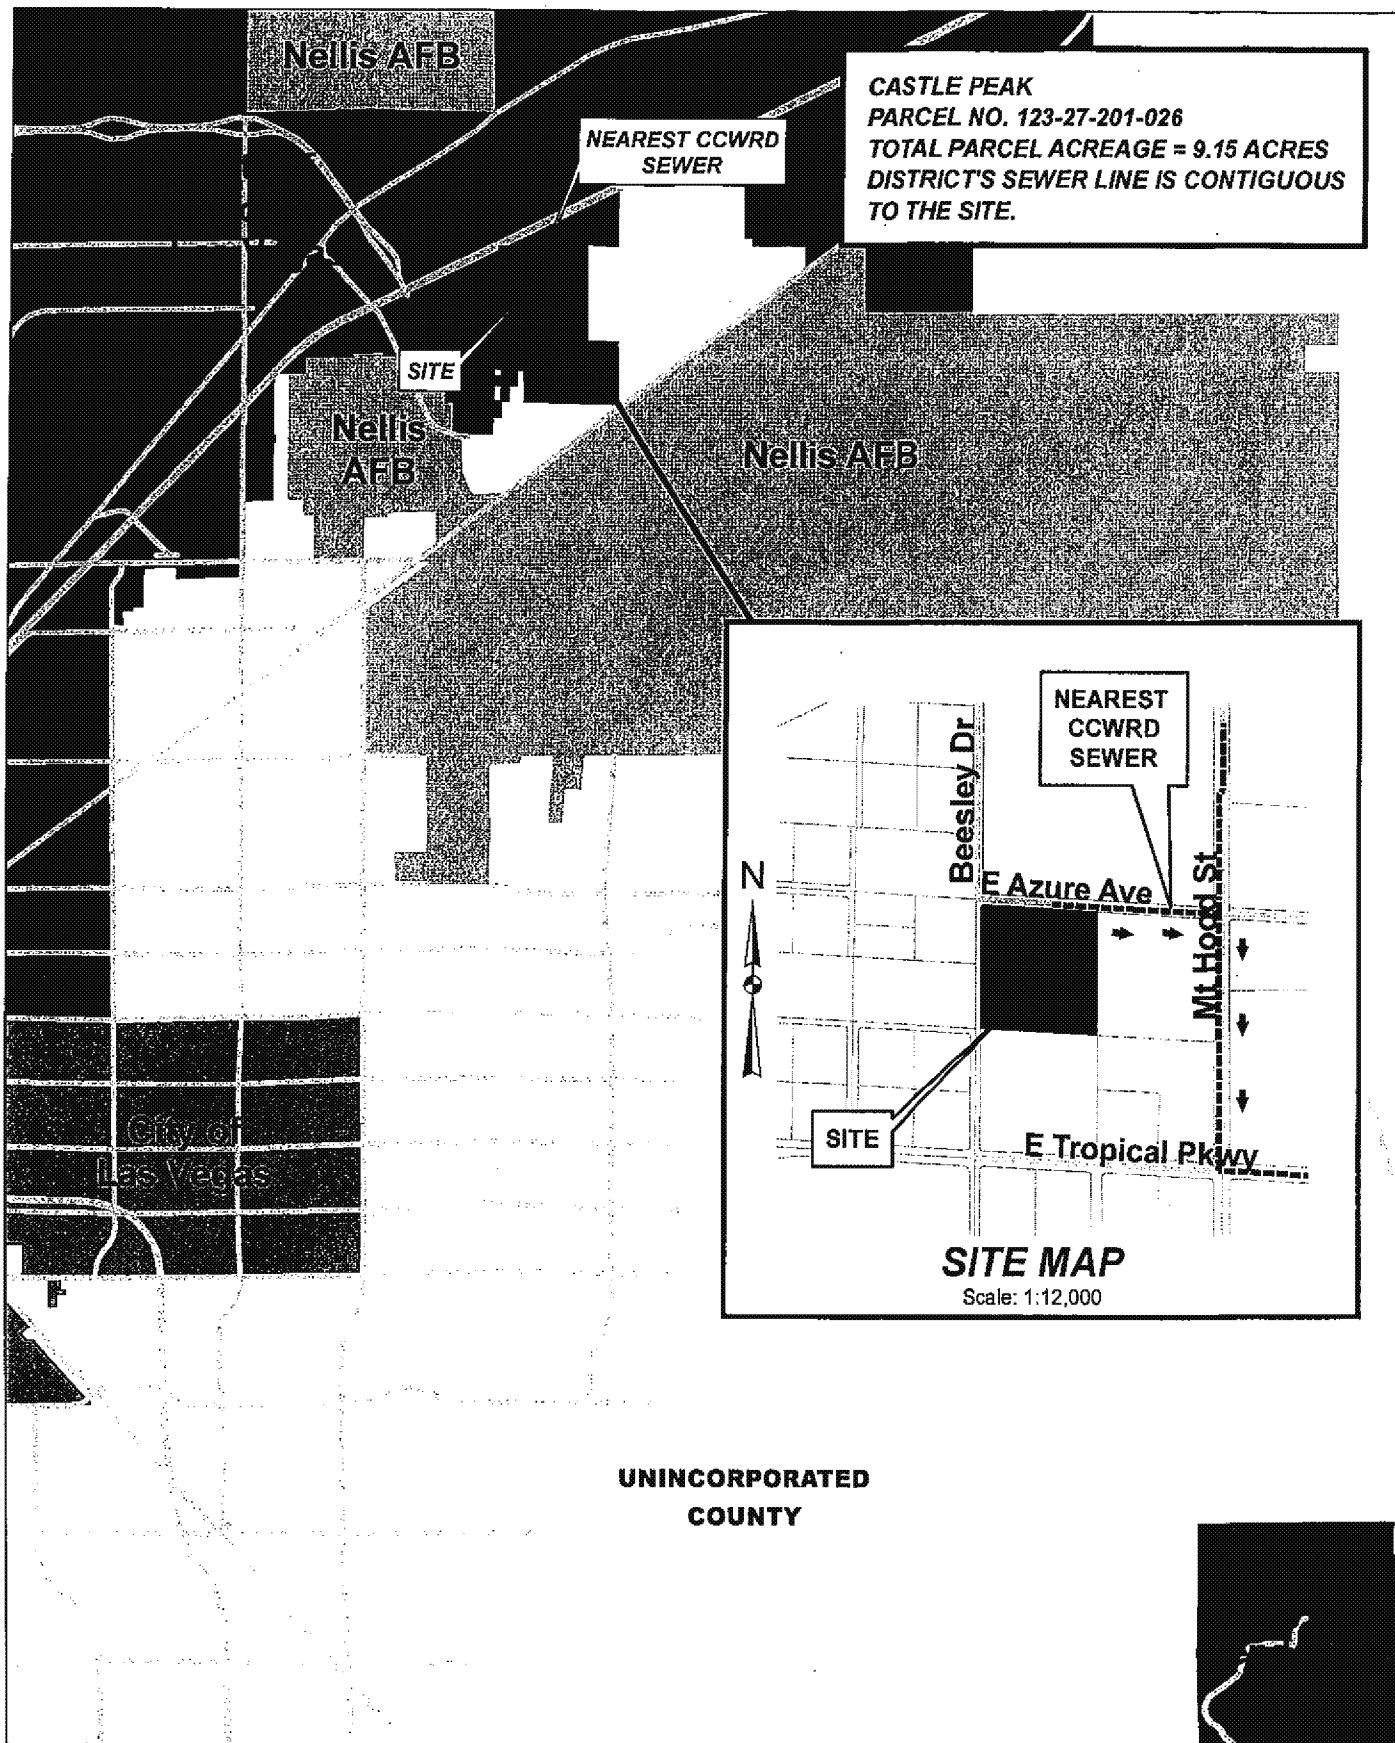 Nellis AFB
CASTLE PEAK
PARCEL NO. 123-27-201-026
TOTAL PARCEL ACREAGE = 9.15 ACRES
DISTRICT'S SEWER LINE IS CONTIGUOUS
TO THE SITE.
NEAREST CCWRD
SEWER
SITE
Nellis
AFB
Nellis AFB
NEAREST
CCWRD
SEWER
Beesley Dr
N
E Azure Ave
Mt Hood St
SITE
E Tropical Pkwy
SITE MAP
Scale: 1:12,000
City of
Las Vegas
UNINCORPORATED
COUNTY